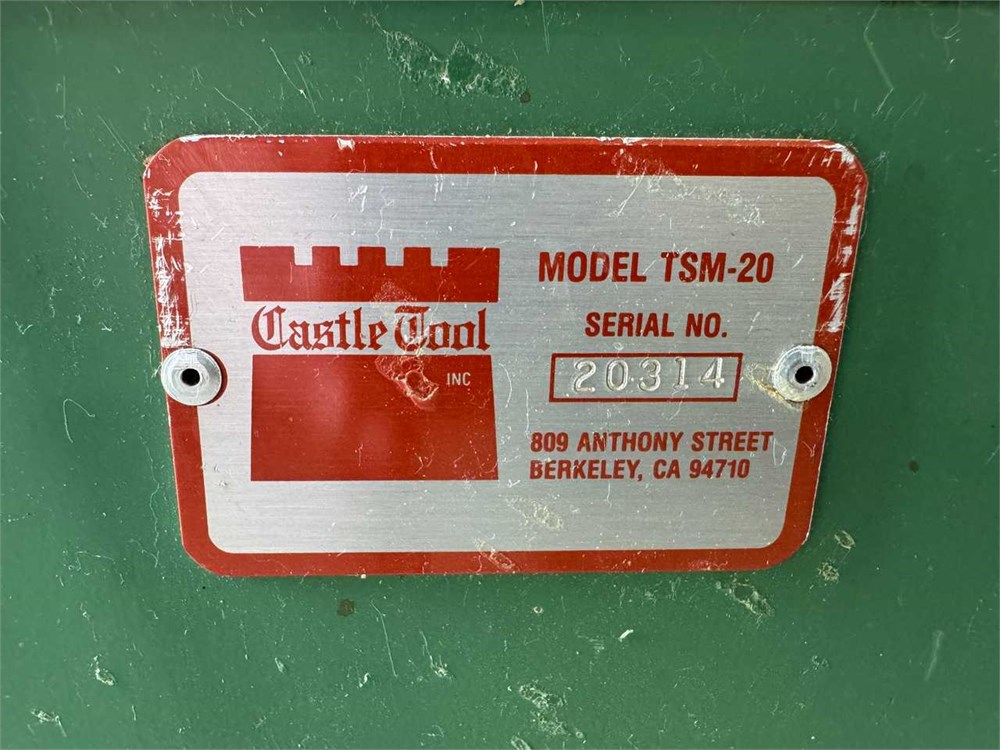 Castle Tool
INC
MODEL TSM-20
SERIAL NO.
20314
809 ANTHONY STREET
BERKELEY, CA 94710